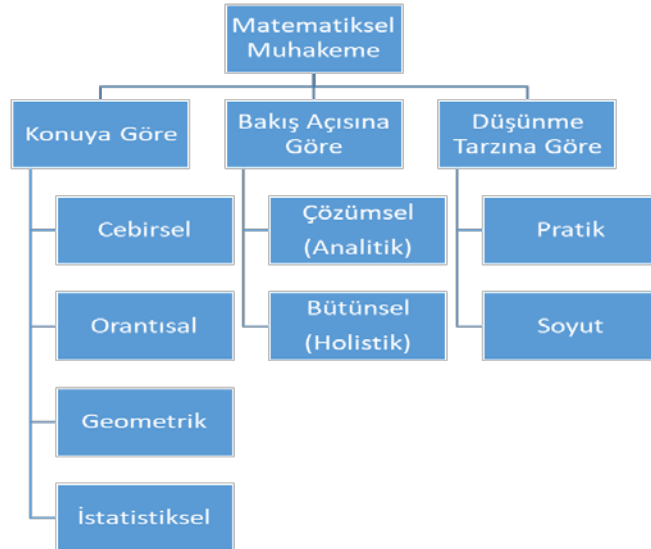 Matematiksel
Muhakeme
Konuya Göre
Bakış Açısına
Göre
Düşünme
Tarzına Göre
Cebirsel
Orantısal
Geometrik
İstatistiksel
Çözümsel
(Analitik)
Bütünsel
(Holistik)
Pratik
Soyut